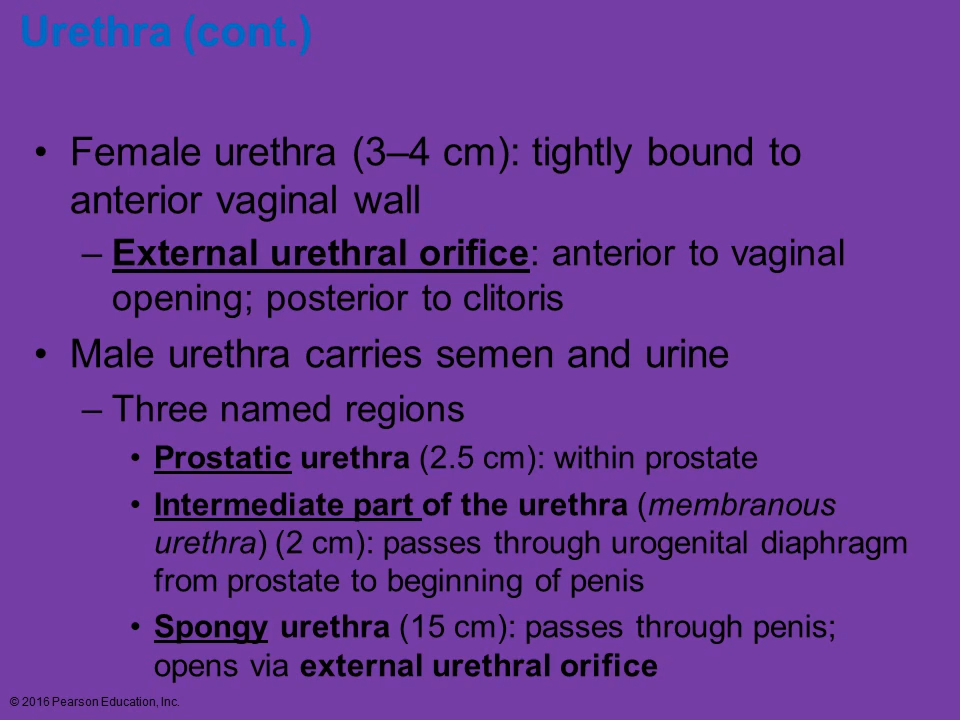 Urethra (cont.)
• Female urethra (3–4 cm): tightly bound to
anterior vaginal wall
– External urethral orifice: anterior to vaginal
opening; posterior to clitoris
• Male urethra carries semen and urine
– Three named regions
• Prostatic urethra (2.5 cm): within prostate
• Intermediate part of the urethra (membranous
urethra) (2 cm): passes through urogenital diaphragm
from prostate to beginning of penis
• Spongy urethra (15 cm): passes through penis;
opens via external urethral orifice
© 2016 Pearson Education, Inc.